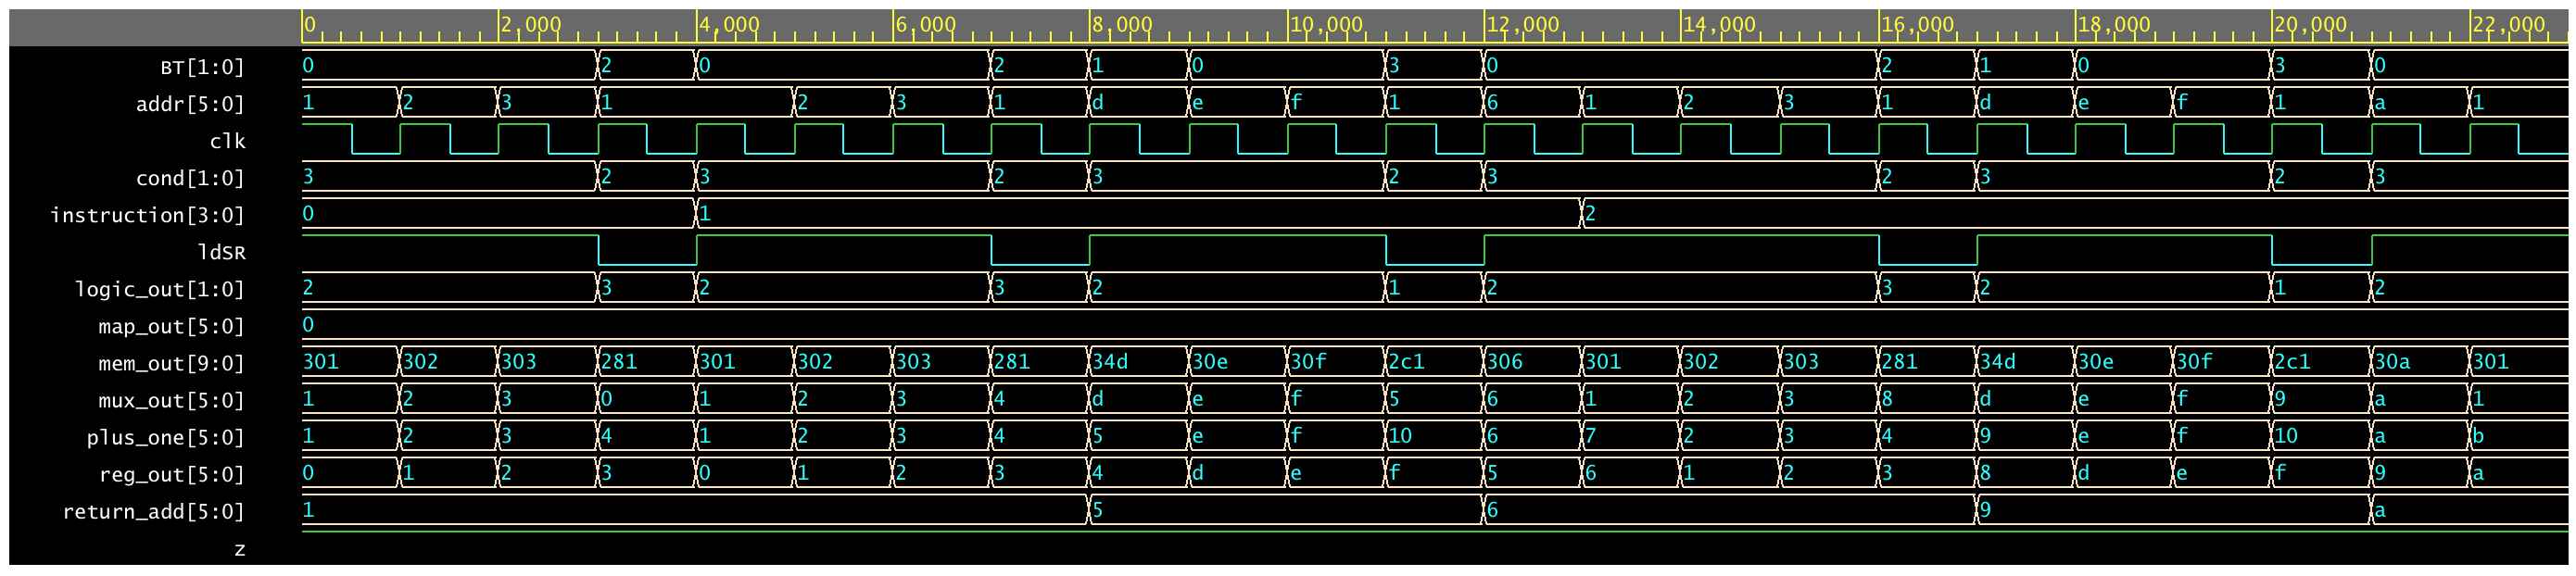 0 2,000 4,000 6,000 8,000 10,000 12,000 14,000 16,000 18,000 20,000 22,000
BT[1:0] 0 2 0 2 1 0 3 0 2 1 0 3 0
addr[5:0] 1 2 3 1 2 3 1 d e f 1 6 1 2 3 1 d e f 1 a 1
clk
cond[1:0] 3 2 3 2 3 2 3 2 3 2 3
instruction[3:0] 0 1 2
ldSR
logic_out[1:0] 2 3 2 3 2 1 2 3 2 1 2
map_out[5:0] 0
mem_out[9:0] 301 302 303 281 301 302 303 281 34d 30e 30f 2c1 306 301 302 303 281 34d 30e 30f 2c1 30a 301
mux_out[5:0] 1 2 3 0 1 2 3 4 d e f 5 6 1 2 3 8 d e f 9 a 1
plus_one[5:0] 1 2 3 4 1 2 3 4 5 e f 10 6 7 2 3 4 9 e f 10 a b
reg_out[5:0] 0 1 2 3 0 1 2 3 4 d e f 5 6 1 2 3 8 d e f 9 a
return_add[5:0] 1 5 6 9 a
z